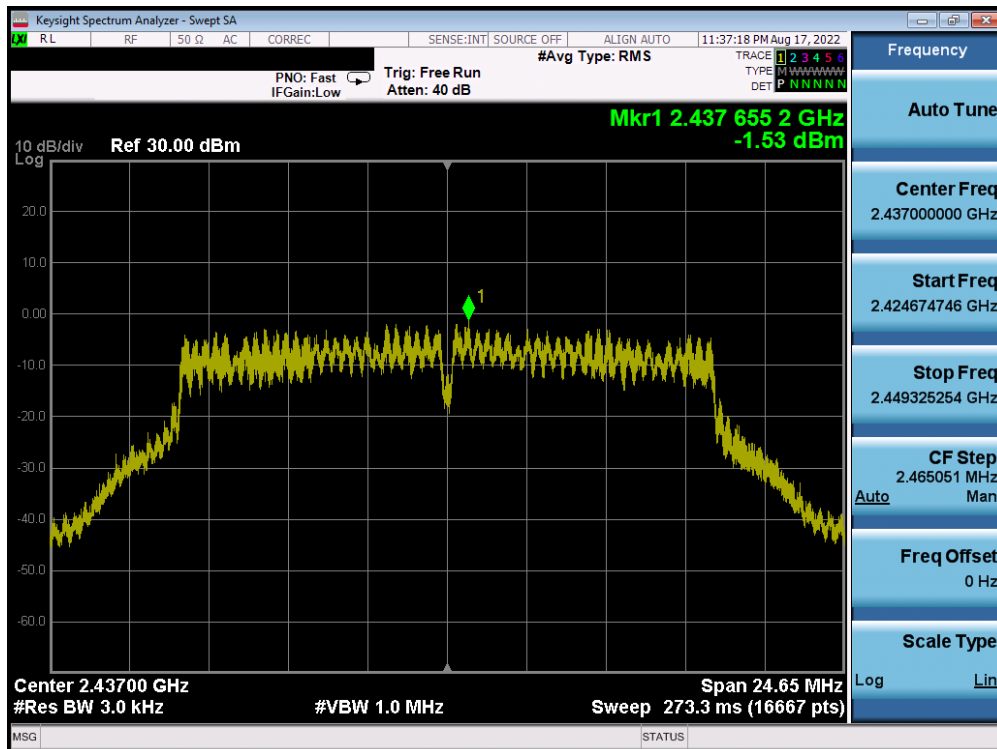 Keysight Spectrum Analyzer - Swept SA
LXI RL RF 50 Ω AC CORREC SENSE:INT SOURCE OFF ALIGN AUTO 11:37:18 PM Aug 17, 2022
#Avg Type: RMS
TRACE 1 2 3 4 5 6
TYPE M WWWWW
DET P N N N N N
PNO: Fast
IFGain:Low
Trig: Free Run
Atten: 40 dB
Mkr1 2.437 655 2 GHz
-1.53 dBm
10 dB/div
Log
Ref 30.00 dBm
20.0
10.0
0.00
-10.0
-20.0
-30.0
-40.0
-50.0
-60.0
1
Center 2.43700 GHz
Span 24.65 MHz
#Res BW 3.0 kHz
#VBW 1.0 MHz
Sweep 273.3 ms (16667 pts)
MSG
STATUS
Frequency
Auto Tune
Center Freq
2.437000000 GHz
Start Freq
2.424674746 GHz
Stop Freq
2.449325254 GHz
CF Step
2.465051 MHz
Auto Man
Freq Offset
0 Hz
Scale Type
Log Lin